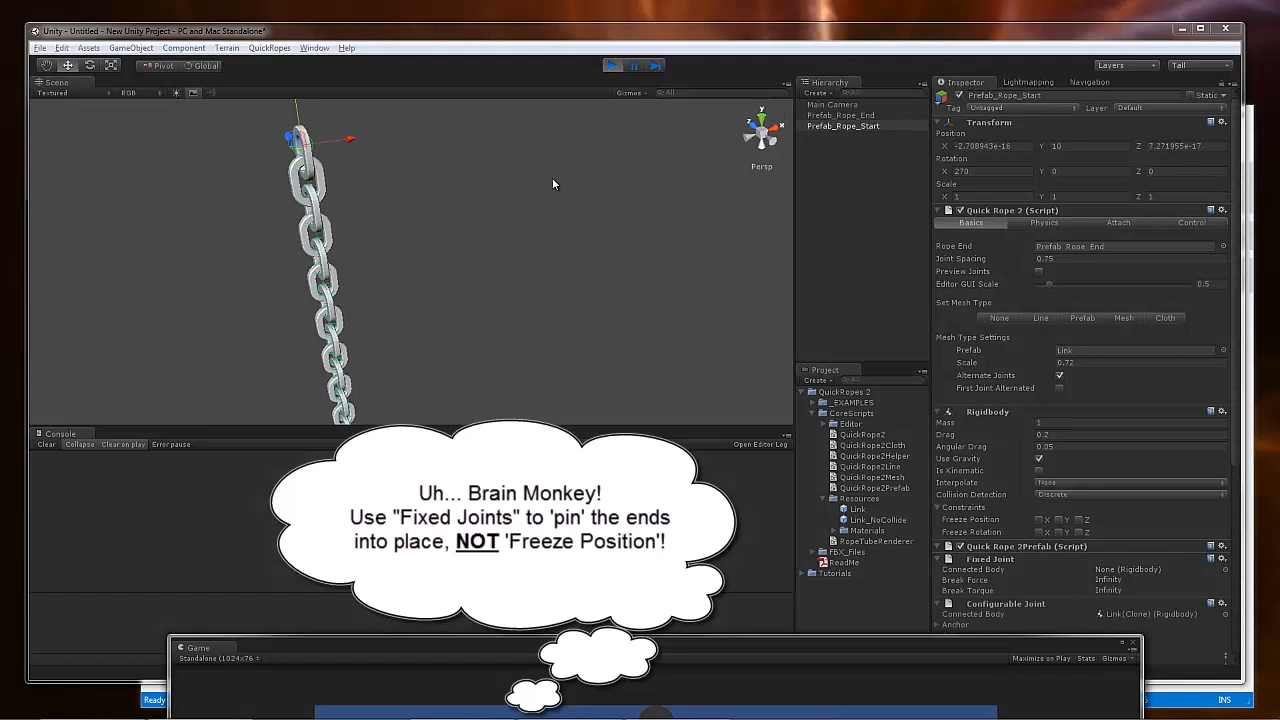 Unity - Untitled - New Unity Project - PC and Mac Standalone*
File Edit Assets GameObject Component Terrain QuickRopes Window Help
Pivot Global
Layers Tall
Scene
Textured RGB Gizmos All
y
z x
Persp
Hierarchy
Create All
Main Camera
Prefab_Rope_End
Prefab_Rope_Start
Project
Create All
QuickRopes 2
_EXAMPLES
CoreScripts
Editor
QuickRope2
QuickRope2Cloth
QuickRope2Helper
QuickRope2Line
QuickRope2Mesh
QuickRope2Prefab
Resources
Link
Link_NoCollide
Materials
RopeTubeRenderer
FBX_Files
ReadMe
Tutorials
Inspector Lightmapping Navigation
Prefab_Rope_Start Static
Tag Untagged Layer Default
Transform
Position
X -2.708943e-16 Y 10 Z 7.271955e-17
Rotation
X 270 Y 0 Z 0
Scale
X 1 Y 1 Z 1
Quick Rope 2 (Script)
Basics Physics Attach Control
Rope End Prefab_Rope_End
Joint Spacing 0.75
Preview Joints
Editor GUI Scale 0.5
Set Mesh Type
None Line Prefab Mesh Cloth
Mesh Type Settings
Prefab Link
Scale 0.72
Alternate Joints
First Joint Alternated
Rigidbody
Mass 1
Drag 0.2
Angular Drag 0.05
Use Gravity
Is Kinematic
Interpolate None
Collision Detection Discrete
Constraints
Freeze Position X Y Z
Freeze Rotation X Y Z
Quick Rope 2Prefab (Script)
Fixed Joint
Connected Body None (Rigidbody)
Break Force Infinity
Break Torque Infinity
Configurable Joint
Connected Body Link(Clone) (Rigidbody)
Anchor
Console
Clear Collapse Clear on play Error pause Open Editor Log
Uh... Brain Monkey!
Use "Fixed Joints" to 'pin' the ends
into place, NOT 'Freeze Position'!
Game
Standalone (1024x76 Maximize on Play Stats Gizmos
Ready INS